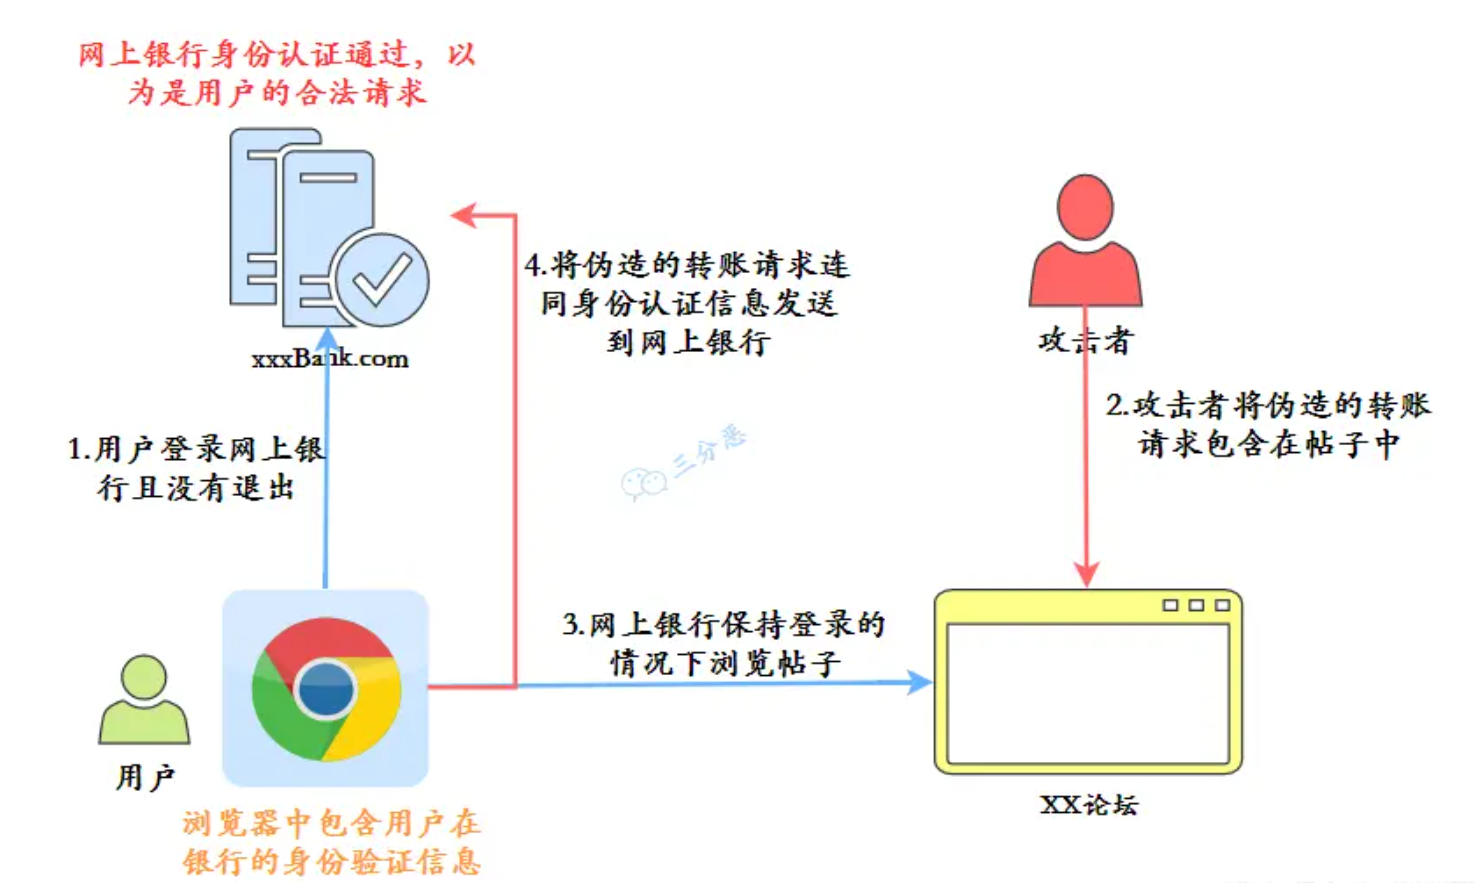 网上银行身份认证通过，以
为是用户的合法请求
xxxBank.com
4.将伪造的转账请求连
同身份认证信息发送
到网上银行
攻击者
2.攻击者将伪造的转账
请求包含在帖子中
1.用户登录网上银
行且没有退出
三分恶
3.网上银行保持登录的
情况下浏览帖子
用户
XX论坛
浏览器中包含用户在
银行的身份验证信息